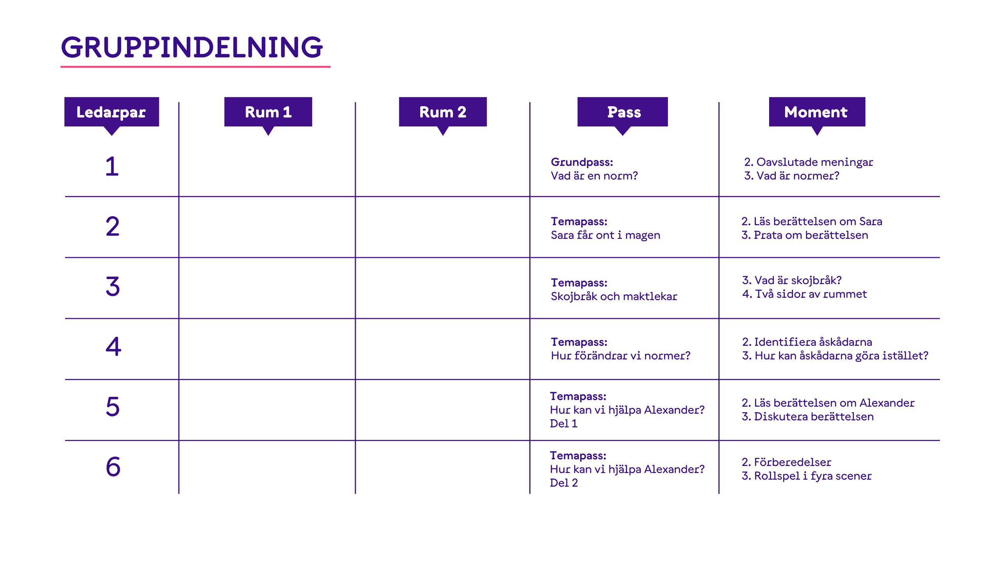 GRUPPINDELNING
Ledarpar
Rum 1
Rum 2
Pass
Moment
1
Grundpass:
Vad är en norm?
2. Oavslutade meningar
3. Vad är normer?
2
Temapass:
Sara får ont i magen
2. Läs berättelsen om Sara
3. Prata om berättelsen
3
Temapass:
Skojbråk och maktlekar
3. Vad är skojbråk?
4. Två sidor av rummet
4
Temapass:
Hur förändrar vi normer?
2. Identifiera åskådarna
3. Hur kan åskådarna göra istället?
5
Temapass:
Hur kan vi hjälpa Alexander?
Del 1
2. Läs berättelsen om Alexander
3. Diskutera berättelsen
6
Temapass:
Hur kan vi hjälpa Alexander?
Del 2
2. Förberedelser
3. Rollspel i fyra scener